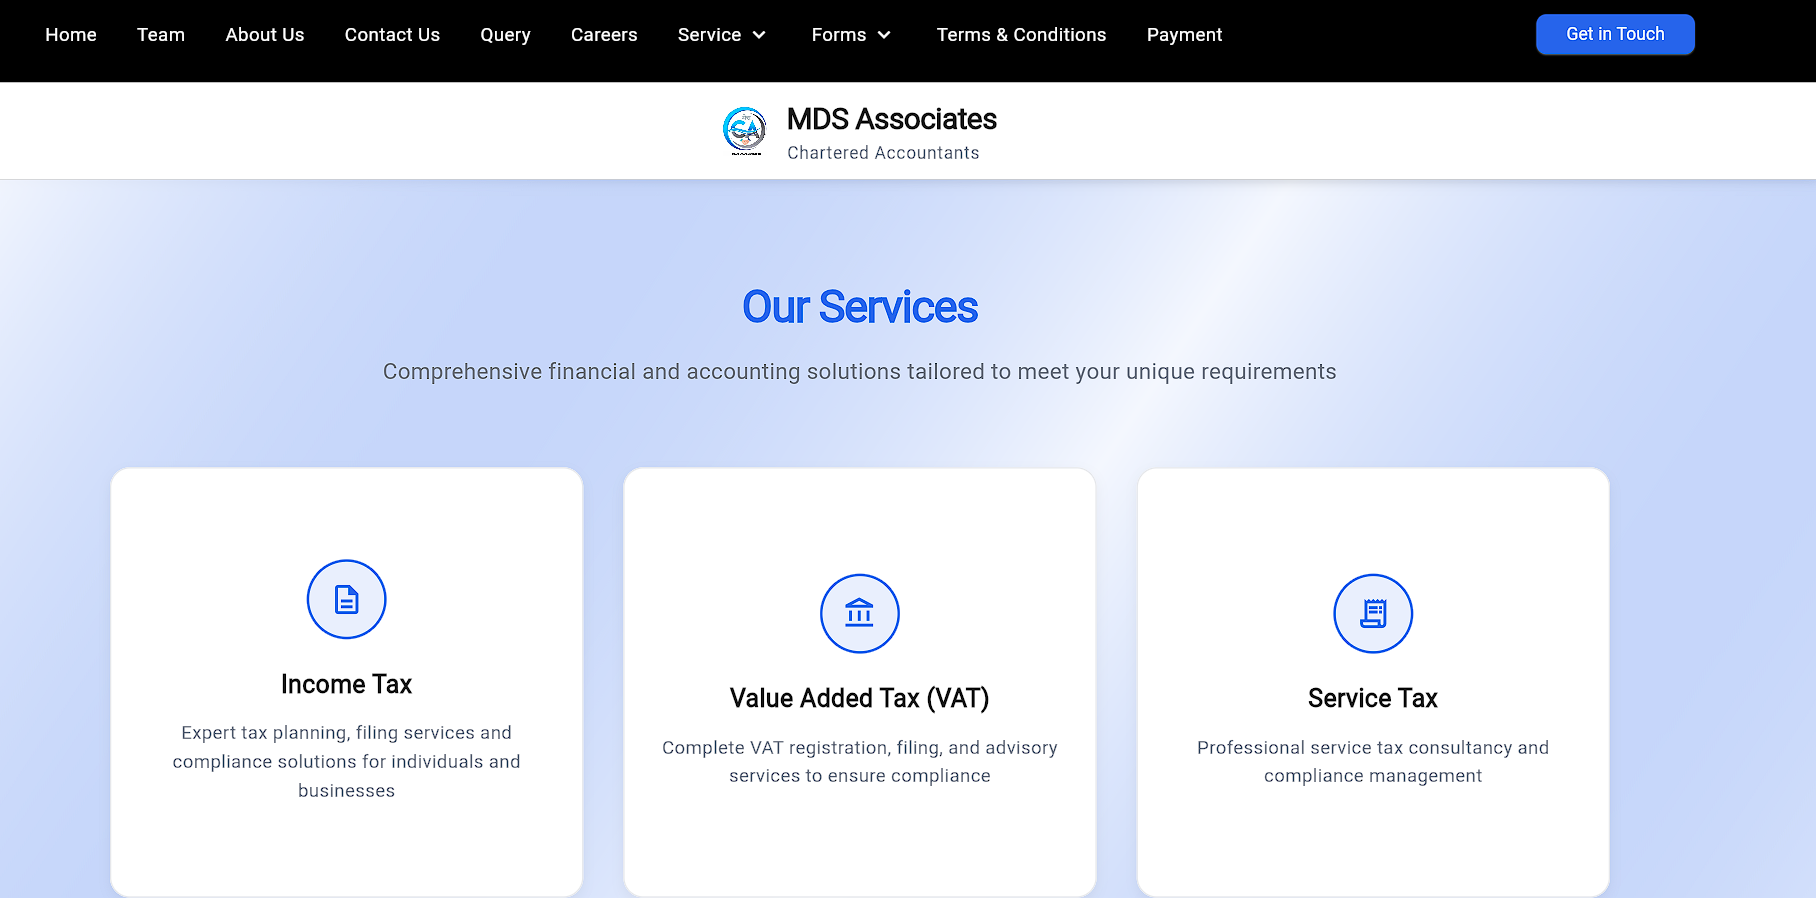 Home Team About Us Contact Us Query Careers Service Forms Terms & Conditions Payment Get in Touch
MDS Associates
Chartered Accountants
Our Services
Comprehensive financial and accounting solutions tailored to meet your unique requirements
Income Tax
Expert tax planning, filing services and
compliance solutions for individuals and
businesses
Value Added Tax (VAT)
Complete VAT registration, filing, and advisory
services to ensure compliance
Service Tax
Professional service tax consultancy and
compliance management